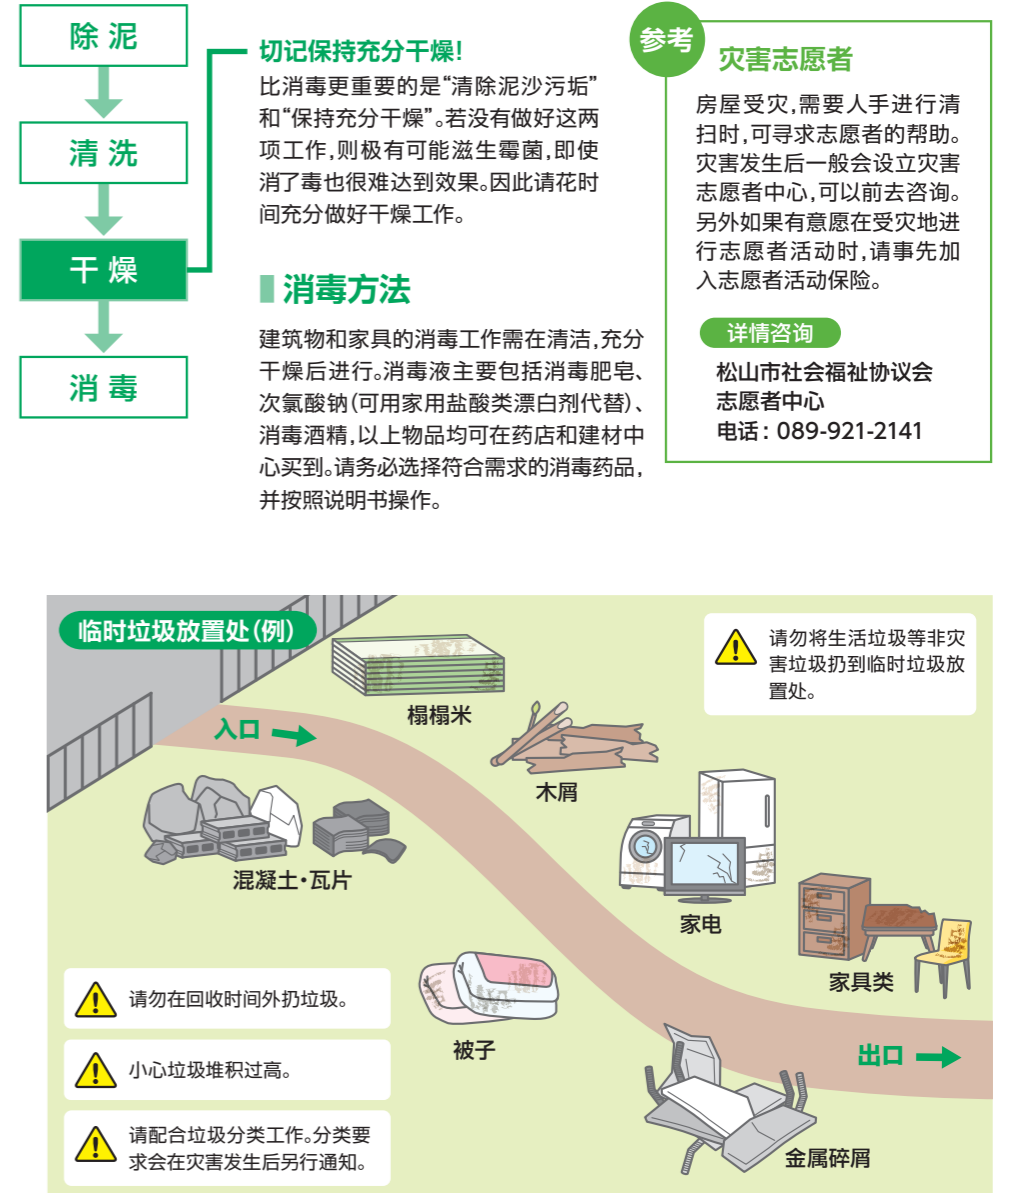 除泥
清洗
干燥
消毒
切记保持充分干燥!
比消毒更重要的是“清除泥沙污垢”
和“保持充分干燥”。若没有做好这两
项工作,则极有可能滋生霉菌,即使
消了毒也很难达到效果。因此请花时
间充分做好干燥工作。
消毒方法
建筑物和家具的消毒工作需在清洁,充分
干燥后进行。消毒液主要包括消毒肥皂、
次氯酸钠(可用家用盐酸类漂白剂代替)、
消毒酒精,以上物品均可在药店和建材中
心买到。请务必选择符合需求的消毒药品,
并按照说明书操作。
参考
灾害志愿者
房屋受灾,需要人手进行清
扫时,可寻求志愿者的帮助。
灾害发生后一般会设立灾害
志愿者中心,可以前去咨询。
另外如果有意愿在受灾地进
行志愿者活动时,请事先加
入志愿者活动保险。
详情咨询
松山市社会福祉协议会
志愿者中心
电话：089-921-2141
临时垃圾放置处(例)
请勿将生活垃圾等非灾
害垃圾扔到临时垃圾放
置处。
榻榻米
入口
木屑
混凝土·瓦片
家电
家具类
请勿在回收时间外扔垃圾。
被子
出口
小心垃圾堆积过高。
请配合垃圾分类工作。分类要
求会在灾害发生后另行通知。
金属碎屑